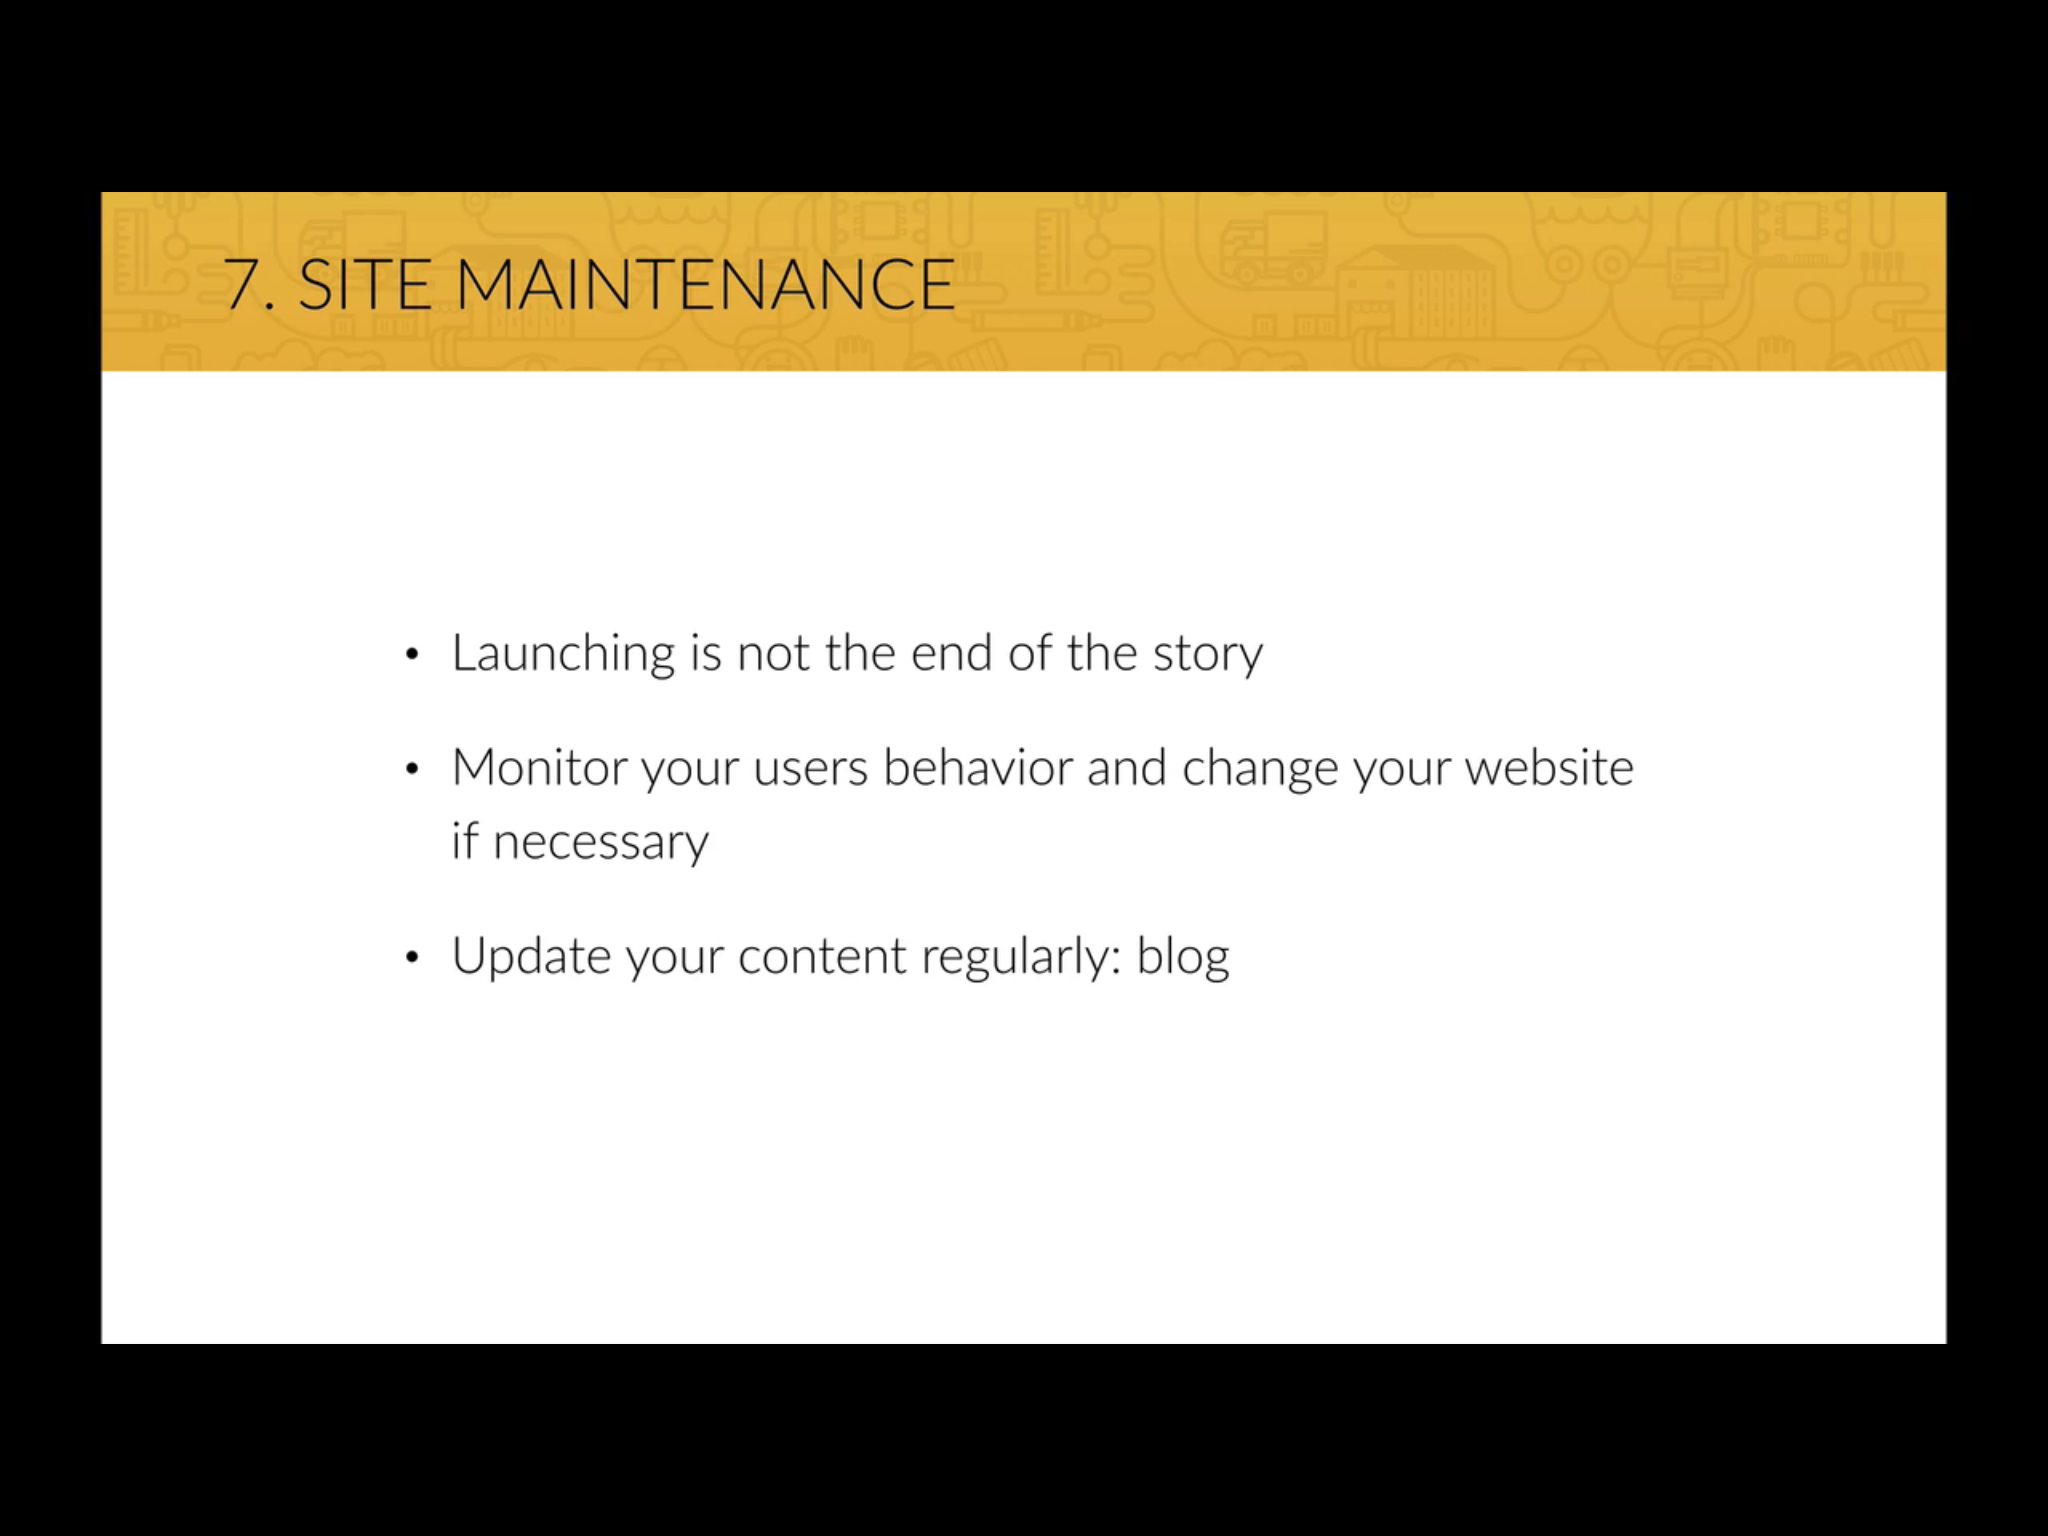 7. SITE MAINTENANCE
• Launching is not the end of the story
• Monitor your users behavior and change your website
if necessary
• Update your content regularly: blog